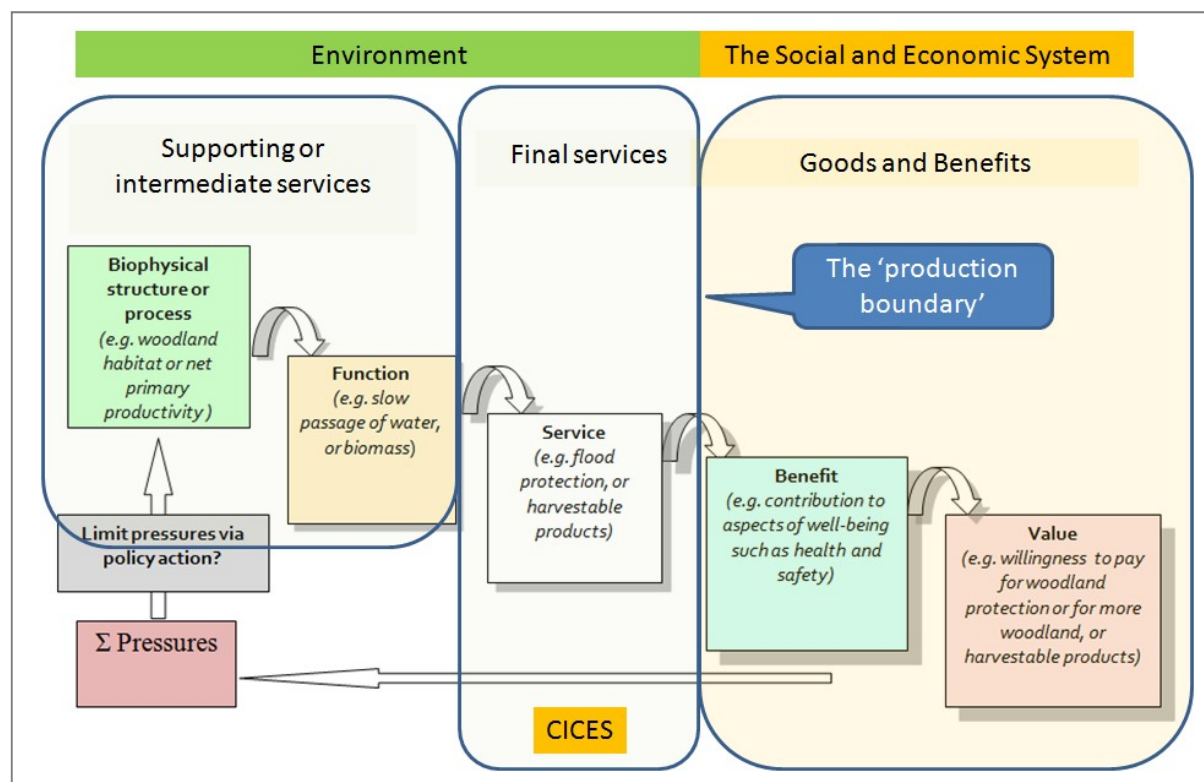 Environment
The Social and Economic System
Supporting or
intermediate services
Final services
Goods and Benefits
Biophysical
structure or
process
(e.g. woodland
habitat or net
primary
productivity )
Function
(e.g. slow
passage of water,
or biomass)
Service
(e.g. flood
protection, or
harvestable
products)
The ‘production
boundary’
Benefit
(e.g. contribution to
aspects of well-being
such as health and
safety)
Value
(e.g. willingness to pay
for woodland
protection or for more
woodland, or
harvestable products)
Limit pressures via
policy action?
Σ Pressures
CICES